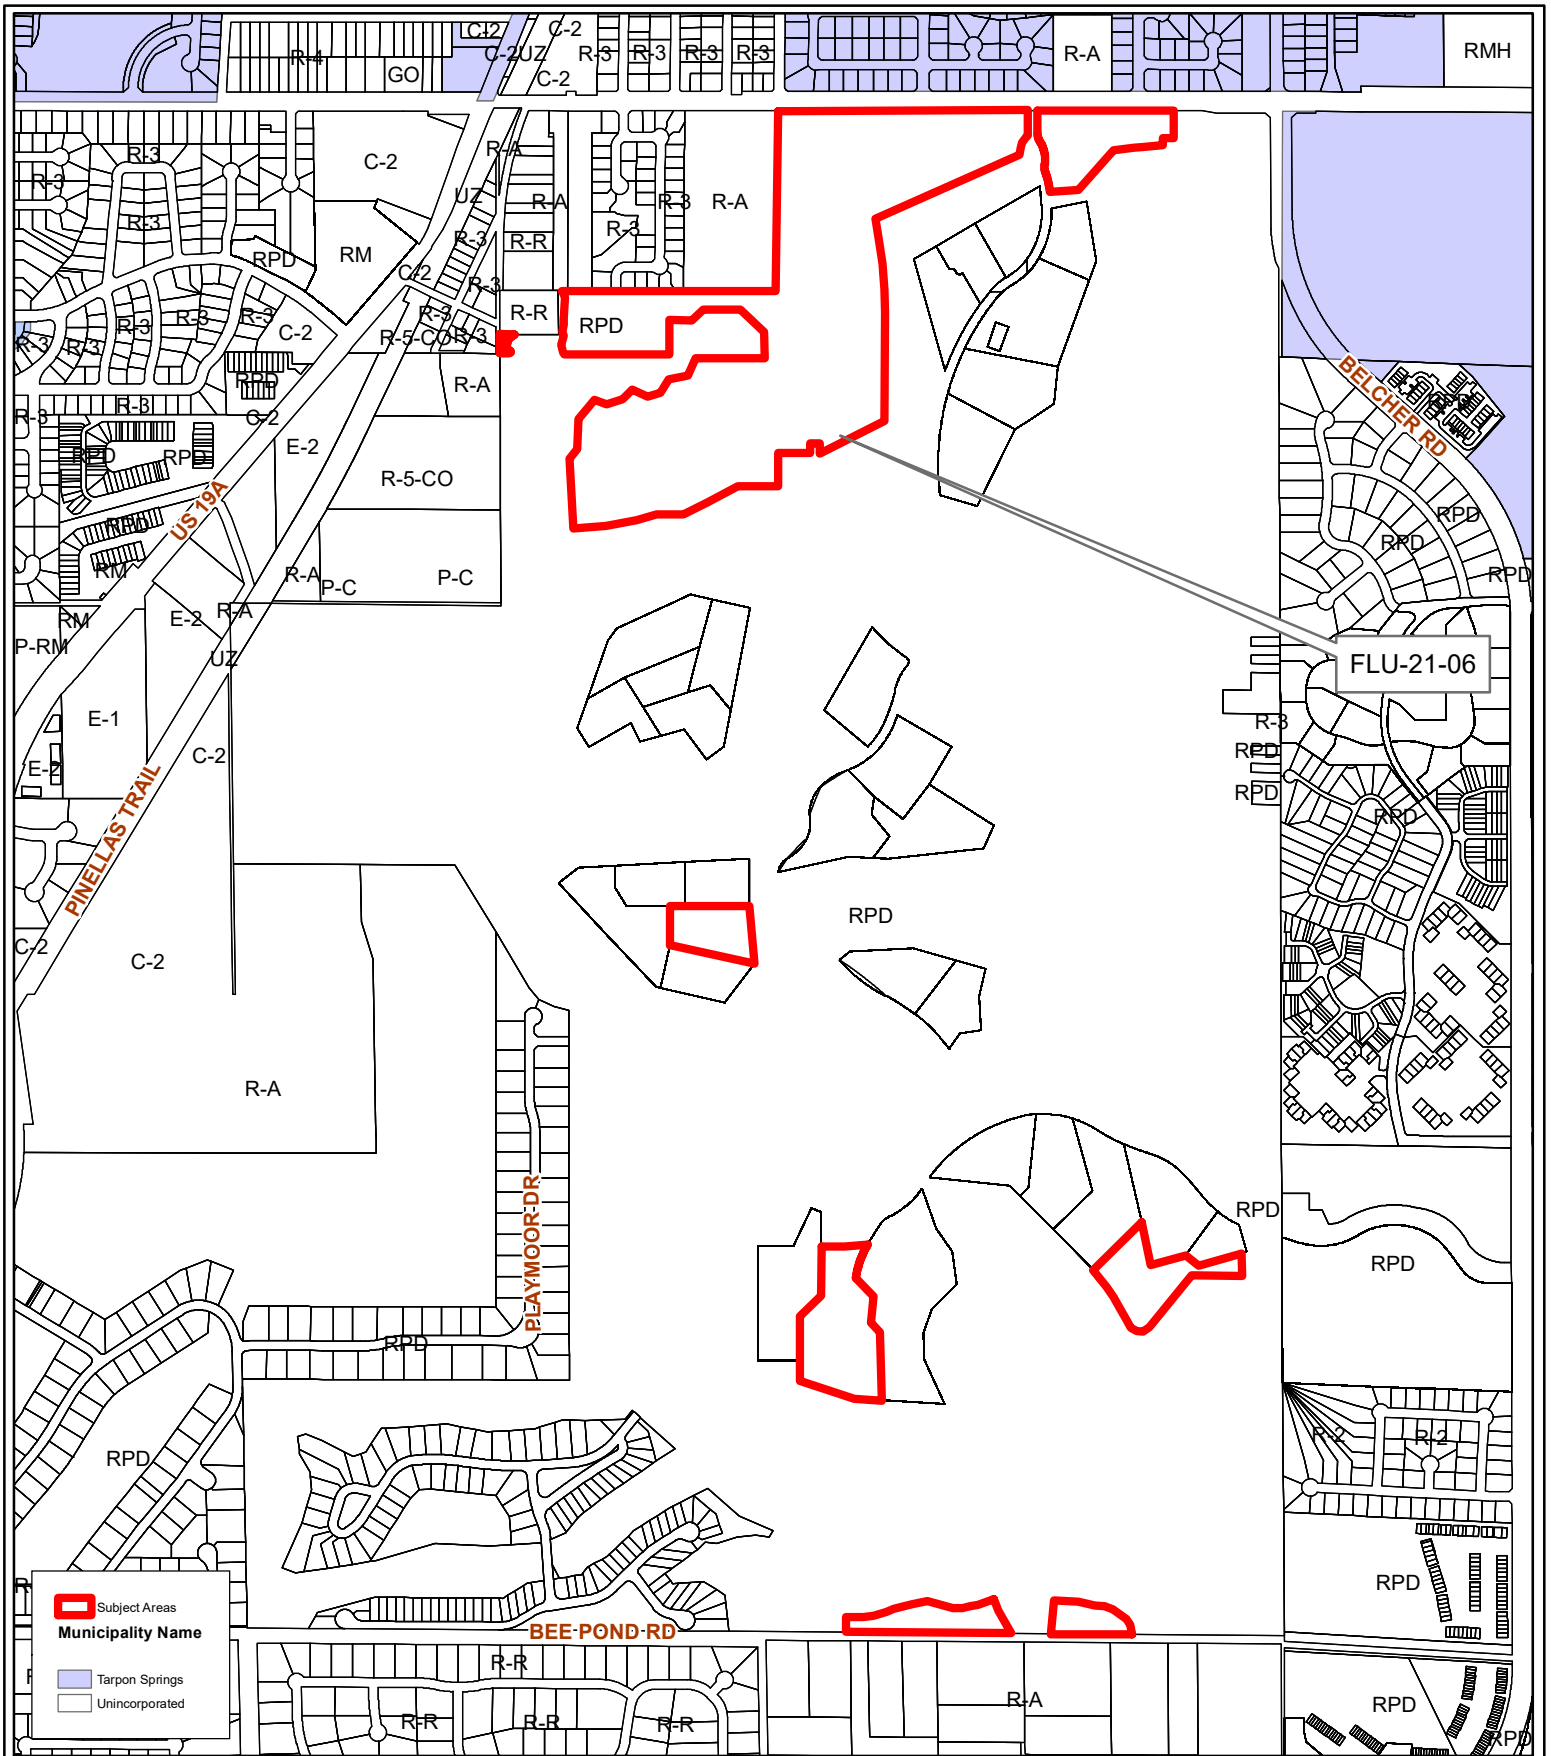 C-2
C-2
R-4
GO
C-2UZ
C-2
R-3
R-3
R-3
R-3
R-A
RMH
R-3
R-3
R-3
C-2
R-A
UZ
R-A
R-3
R-A
R-3
R-3
R-R
RPD
RM
C-2
R-3
R-R
R-3
RPD
R-3
R-3
R-3
C-2
R-5-CO
R-3
R-3
R-3
RPD
R-A
BELCHER RD
R-3
R-3
C-2
E-2
RPD
RPD
R-5-CO
US 19A
RPD
RPD
RPD
RM
R-A
P-C
P-C
RPD
RM
E-2
R-A
P-RM
UZ
FLU-21-06
E-1
R-3
C-2
RPD
E-2
RPD
RPD
PINELLAS TRAIL
RPD
C-2
C-2
R-A
PLAYMOOR DR
RPD
RPD
RPD
RPD
R-2
R-2
RPD
Subject Areas
Municipality Name
Tarpon Springs
Unincorporated
BEE POND RD
R-R
R-A
RPD
R-R
R-R
R-R
RPD